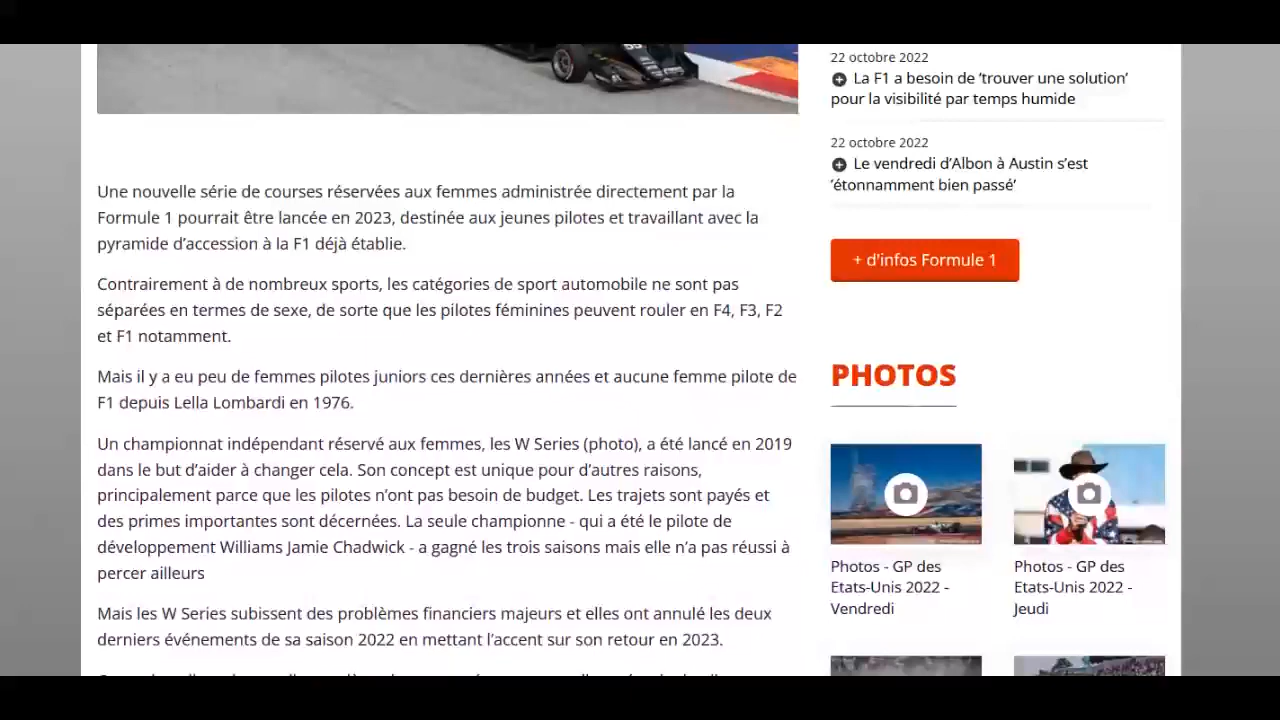 Une nouvelle série de courses réservées aux femmes administrée directement par la
Formule 1 pourrait être lancée en 2023, destinée aux jeunes pilotes et travaillant avec la
pyramide d’accession à la F1 déjà établie.
Contrairement à de nombreux sports, les catégories de sport automobile ne sont pas
séparées en termes de sexe, de sorte que les pilotes féminines peuvent rouler en F4, F3, F2
et F1 notamment.
Mais il y a eu peu de femmes pilotes juniors ces dernières années et aucune femme pilote de
F1 depuis Lella Lombardi en 1976.
Un championnat indépendant réservé aux femmes, les W Series (photo), a été lancé en 2019
dans le but d’aider à changer cela. Son concept est unique pour d’autres raisons,
principalement parce que les pilotes n’ont pas besoin de budget. Les trajets sont payés et
des primes importantes sont décernées. La seule championne - qui a été le pilote de
développement Williams Jamie Chadwick - a gagné les trois saisons mais elle n’a pas réussi à
percer ailleurs
Mais les W Series subissent des problèmes financiers majeurs et elles ont annulé les deux
derniers événements de sa saison 2022 en mettant l’accent sur son retour en 2023.
22 octobre 2022
La F1 a besoin de ‘trouver une solution’
pour la visibilité par temps humide
22 octobre 2022
Le vendredi d’Albon à Austin s’est
‘étonnamment bien passé’
+ d'infos Formule 1
PHOTOS
Photos - GP des
Etats-Unis 2022 -
Vendredi
Photos - GP des
Etats-Unis 2022 -
Jeudi